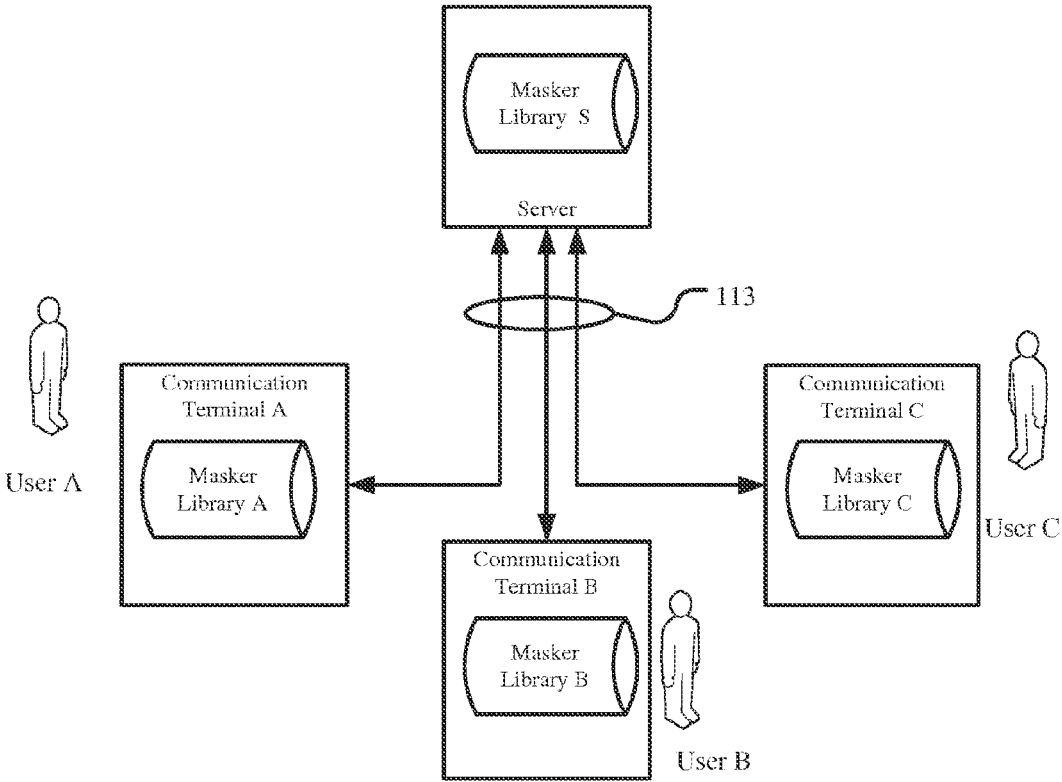 Masker
Library S
Server
113
Communication
Terminal A
Masker
Library A
User A
Communication
Terminal C
Masker
Library C
User C
Communication
Terminal B
Masker
Library B
User B